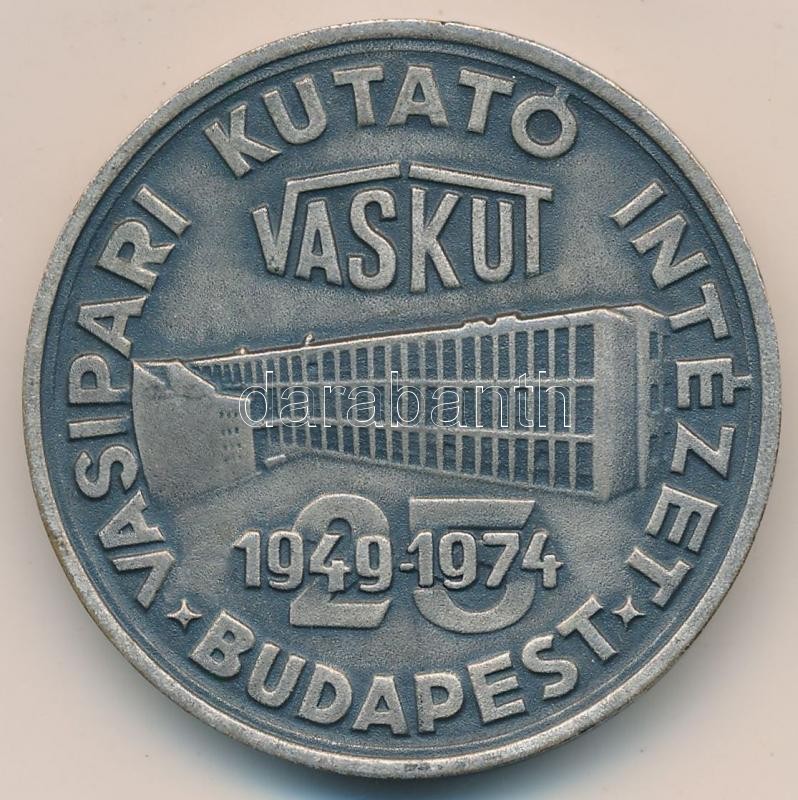 VASIPARI KUTATÓ INTÉZET
VASKUT
darabanth
25
1949-1974
BUDAPEST